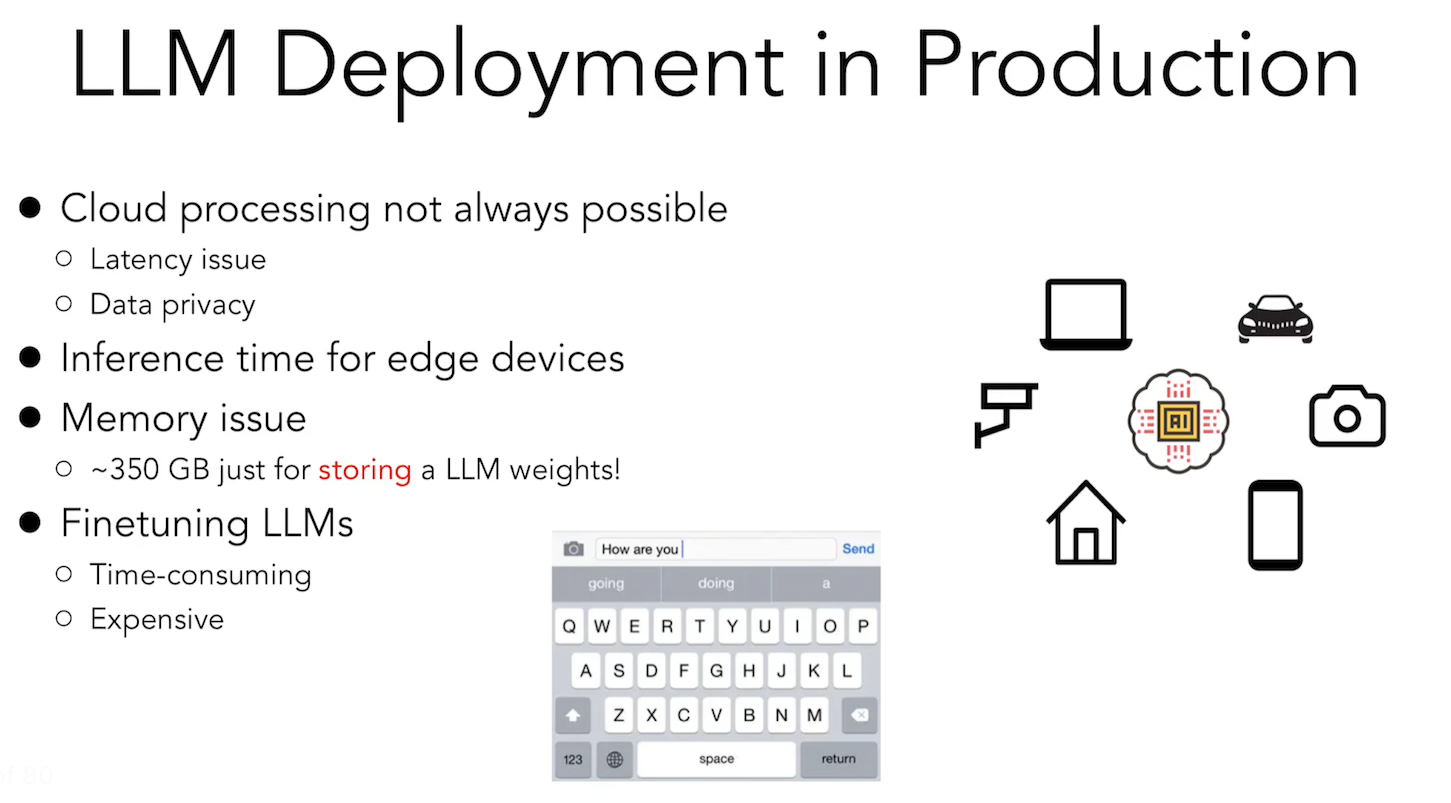 LLM Deployment in Production
● Cloud processing not always possible
○ Latency issue
○ Data privacy
● Inference time for edge devices
● Memory issue
○ ~350 GB just for storing a LLM weights!
● Finetuning LLMs
○ Time-consuming
○ Expensive
AI
How are you
Send
going doing a
Q W E R T Y U I O P
A S D F G H J K L
Z X C V B N M
123 space return
of 80